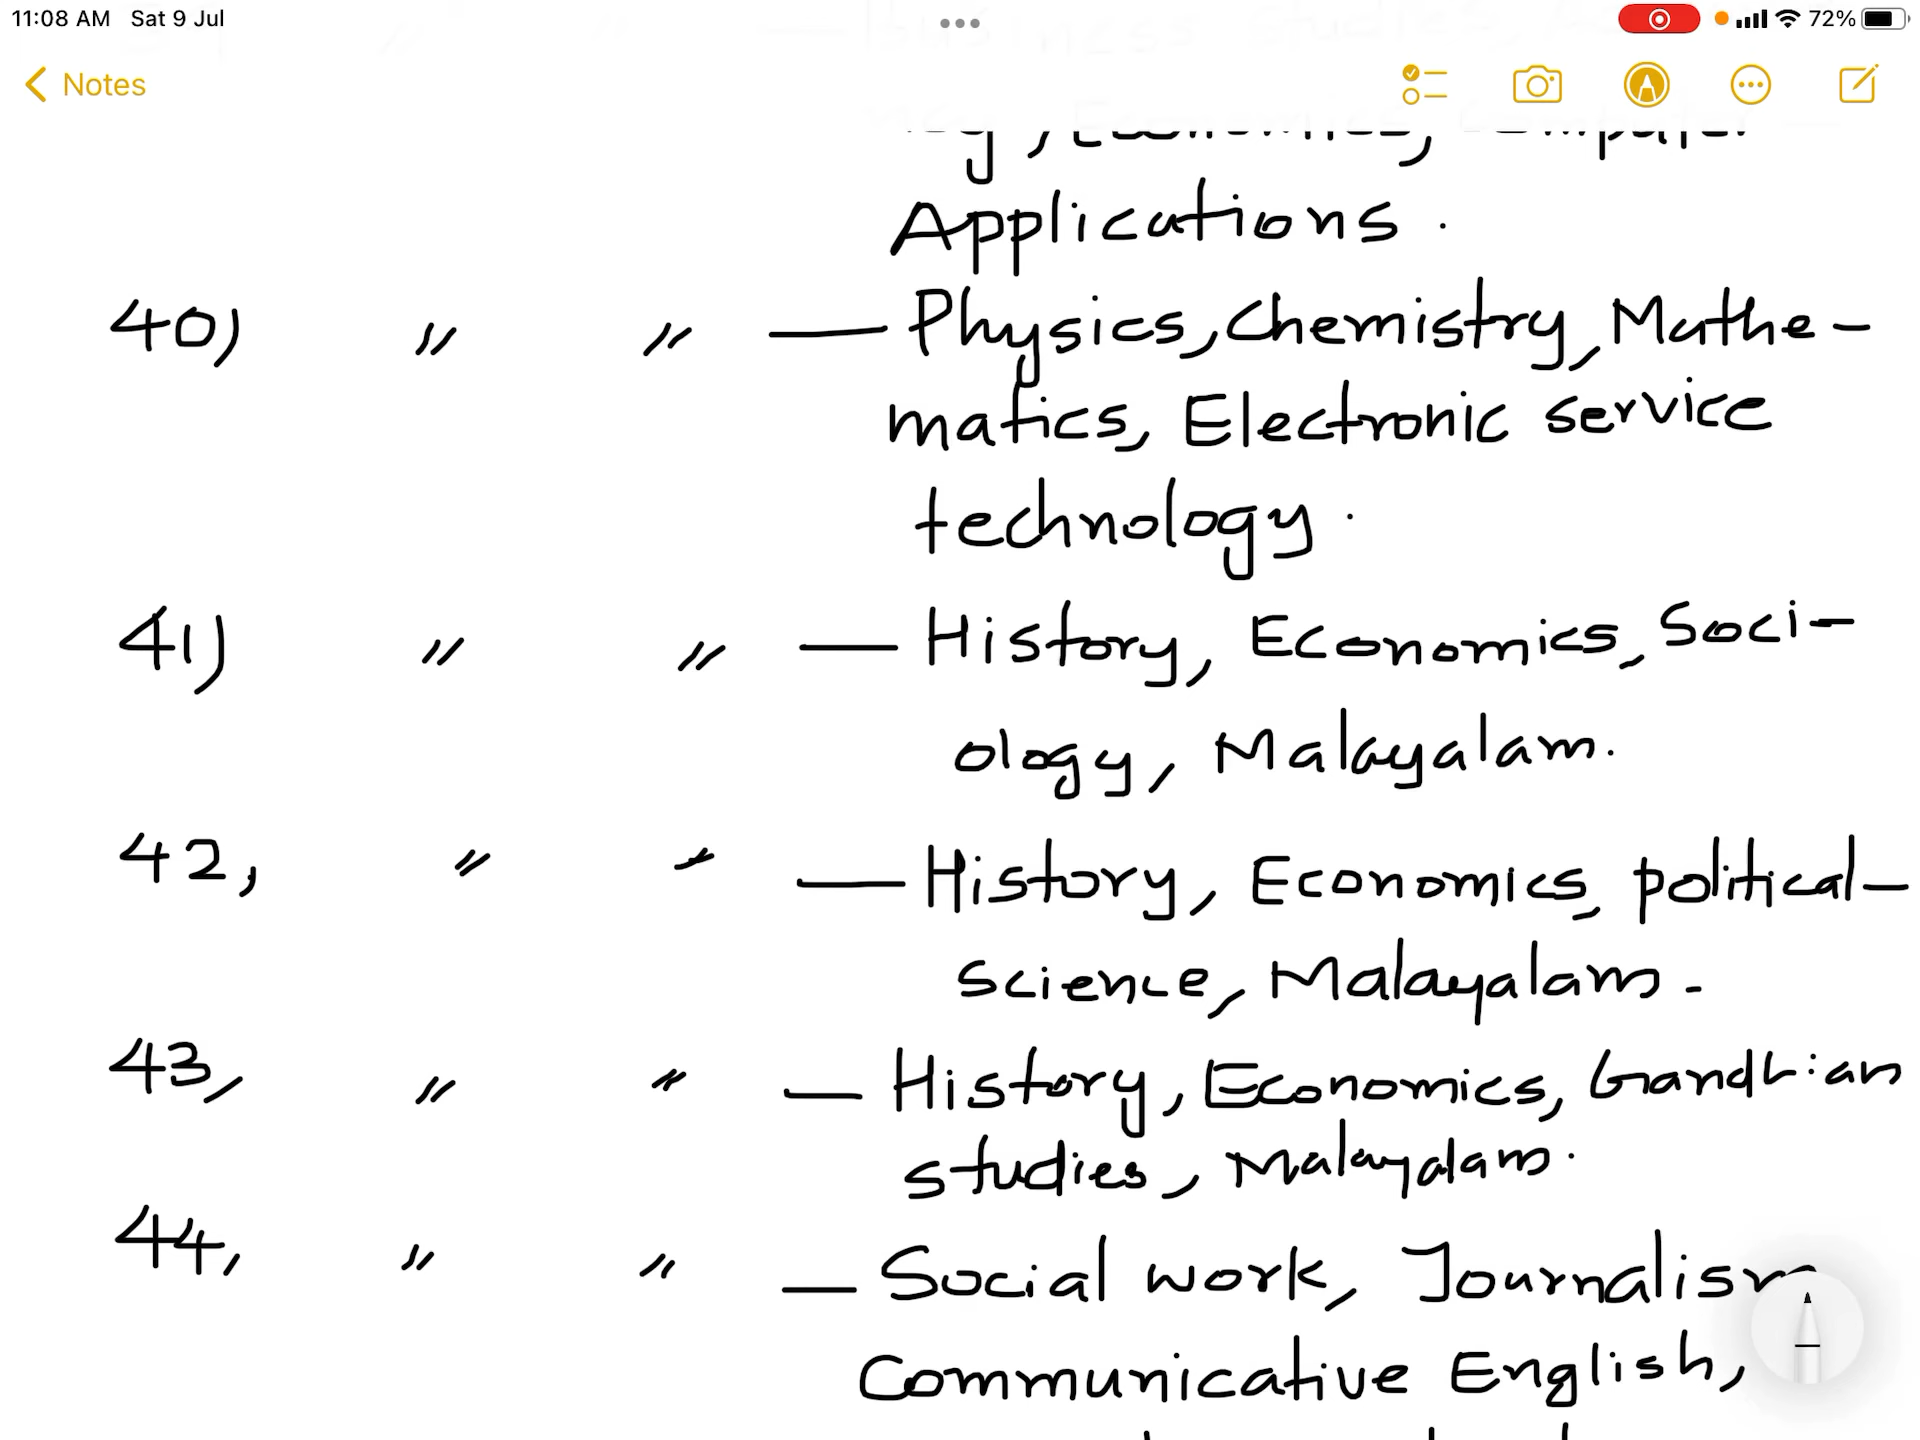 11:08 AM Sat 9 Jul
72%
Notes
Economics, Computer
Applications.
40) " " — Physics, Chemistry, Mathe-
matics, Electronic service
technology.
41) " " — History, Economics, Soci-
ology, Malayalam.
42, " " — History, Economics, political-
science, Malayalam-
43, " " — History, Economics, Gandhian
studies, Malayalam.
44, " " — Social work, Journalism
Communicative English,